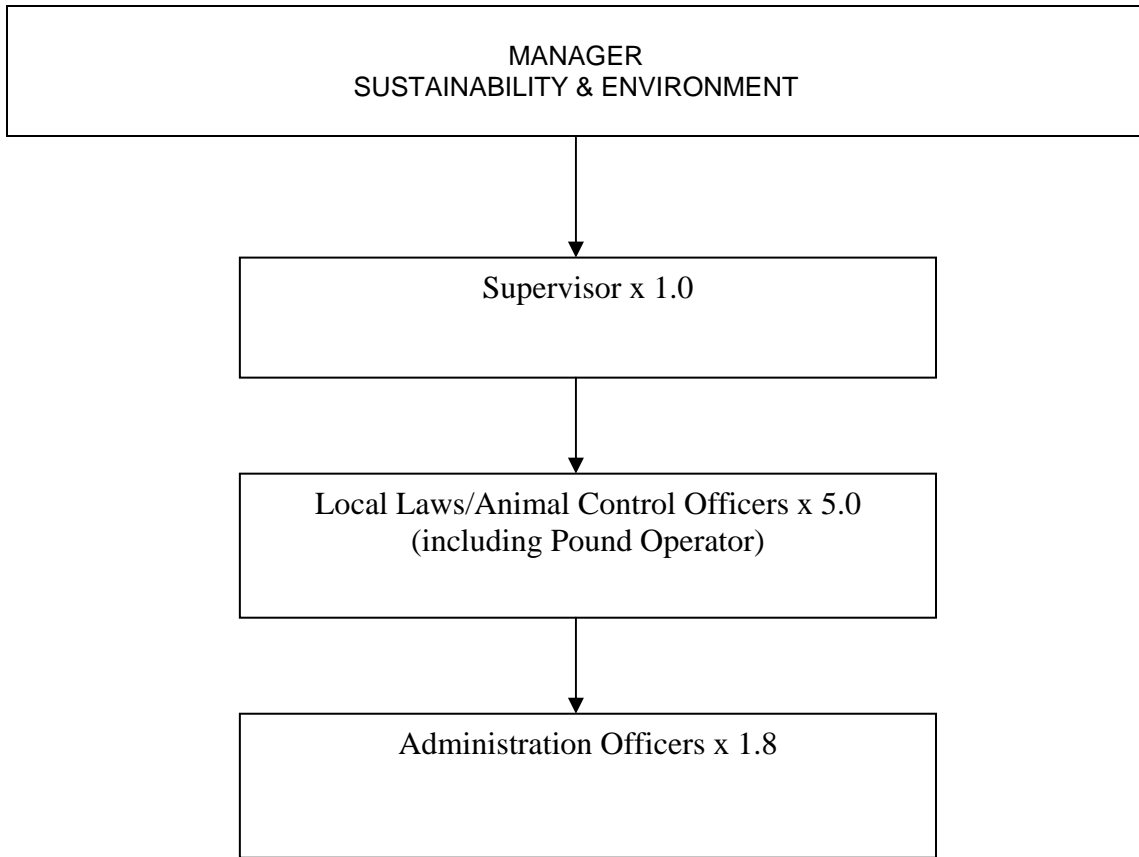 MANAGER
SUSTAINABILITY & ENVIRONMENT
Supervisor x 1.0
Local Laws/Animal Control Officers x 5.0
(including Pound Operator)
Administration Officers x 1.8